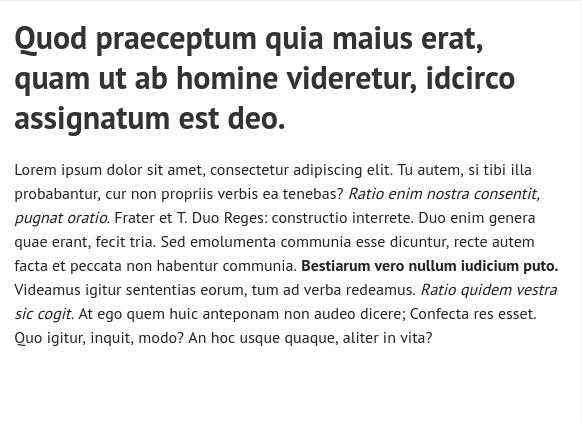 Quod praeceptum quia maius erat,
quam ut ab homine videretur, idcirco
assignatum est deo.
Lorem ipsum dolor sit amet, consectetur adipiscing elit. Tu autem, si tibi illa
probabantur, cur non propriis verbis ea tenebas? Ratio enim nostra consentit,
pugnat oratio. Frater et T. Duo Reges: constructio interrete. Duo enim genera
quae erant, fecit tria. Sed emolumenta communia esse dicuntur, recte autem
facta et peccata non habentur communia. Bestiarum vero nullum iudicium puto.
Videamus igitur sententias eorum, tum ad verba redeamus. Ratio quidem vestra
sic cogit. At ego quem huic anteponam non audeo dicere; Confecta res esset.
Quo igitur, inquit, modo? An hoc usque quaque, aliter in vita?